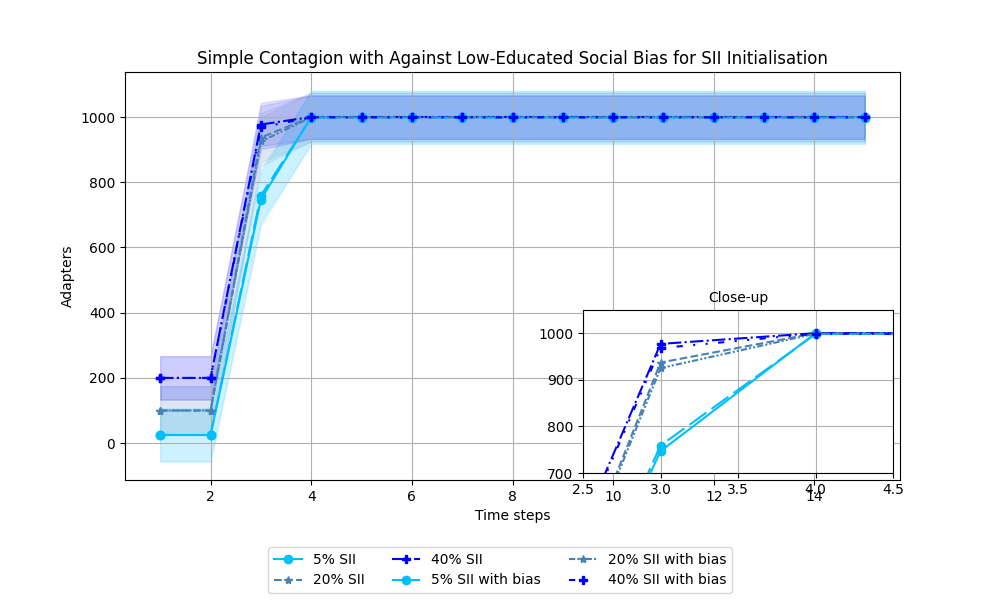 Simple Contagion with Against Low-Educated Social Bias for SII Initialisation
1000
800
600
400
200
0
Adapters
Close-up
1000
900
800
700
2.5 3.0 3.5 4.0 4.5
2 4 6 8 10 12 14
Time steps
5% SII 40% SII 20% SII with bias
20% SII 5% SII with bias 40% SII with bias